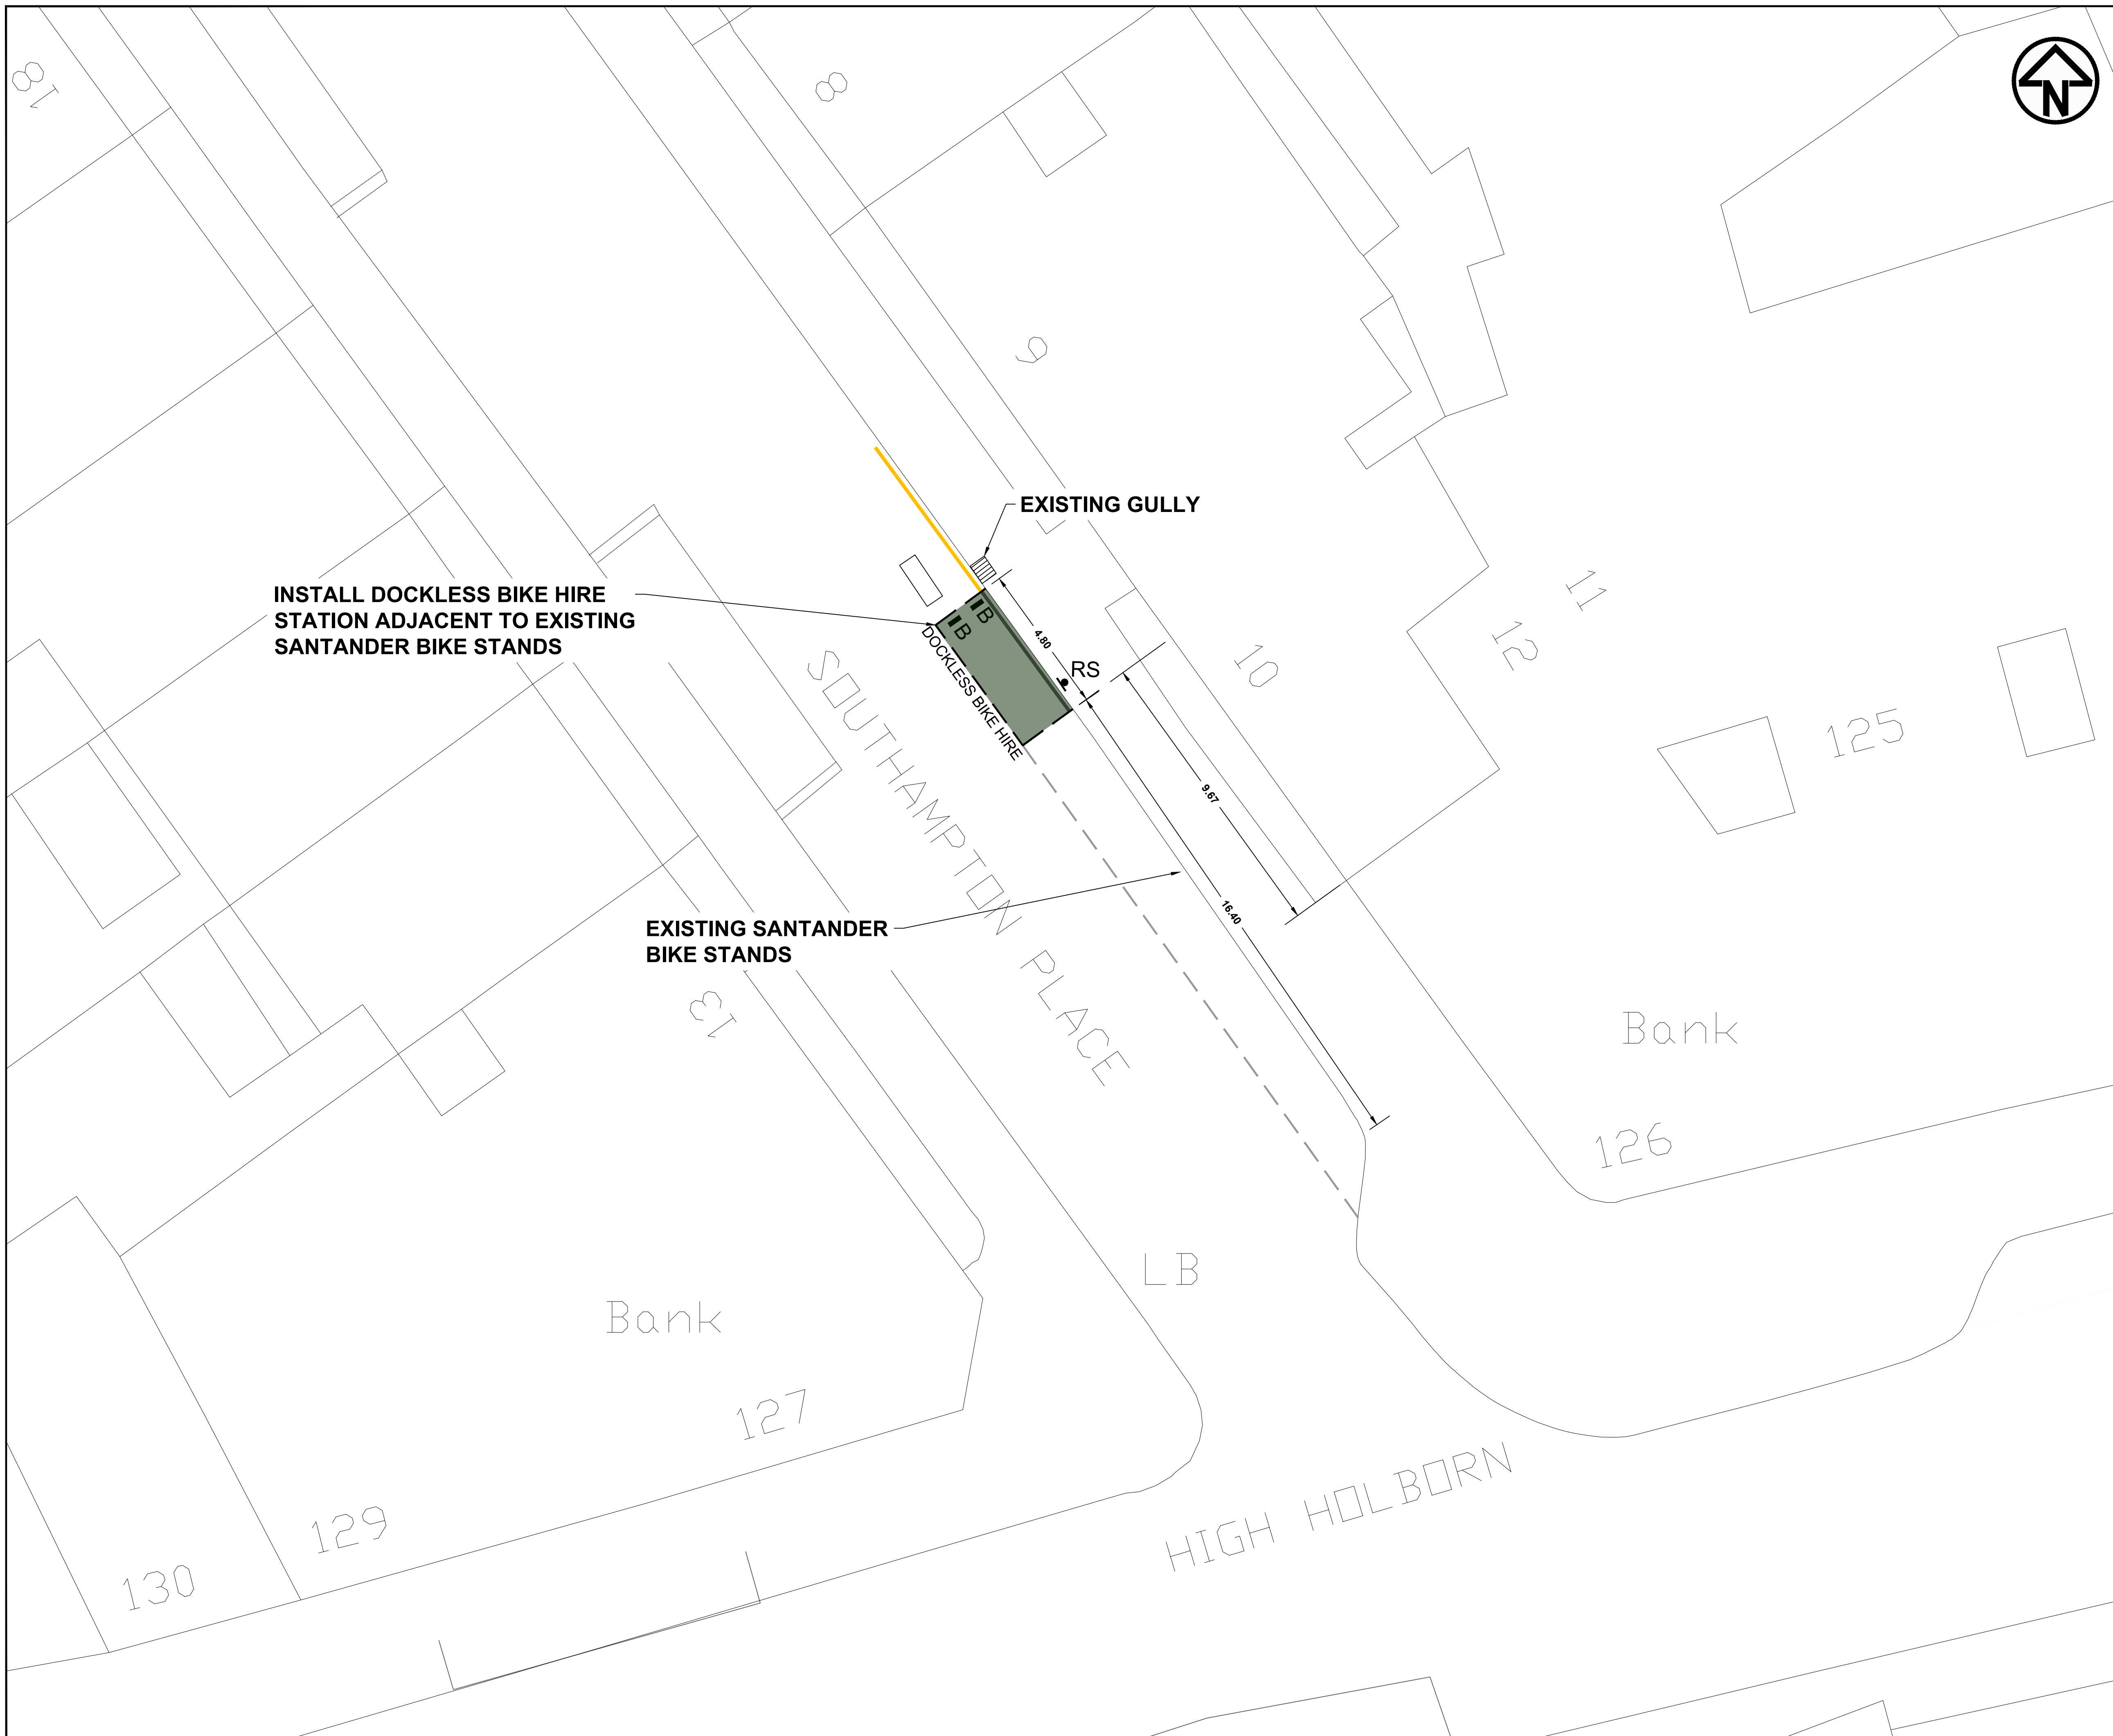 18
8
N
9
EXISTING GULLY
INSTALL DOCKLESS BIKE HIRE
STATION ADJACENT TO EXISTING
SANTANDER BIKE STANDS
B
B
DOCKLESS BIKE HIRE
4.80
RS
10
11
12
125
9.67
16.40
SOUTHAMPTON PLACE
EXISTING SANTANDER
BIKE STANDS
13
Bank
126
LB
Bank
127
129
130
HIGH HOLBORN